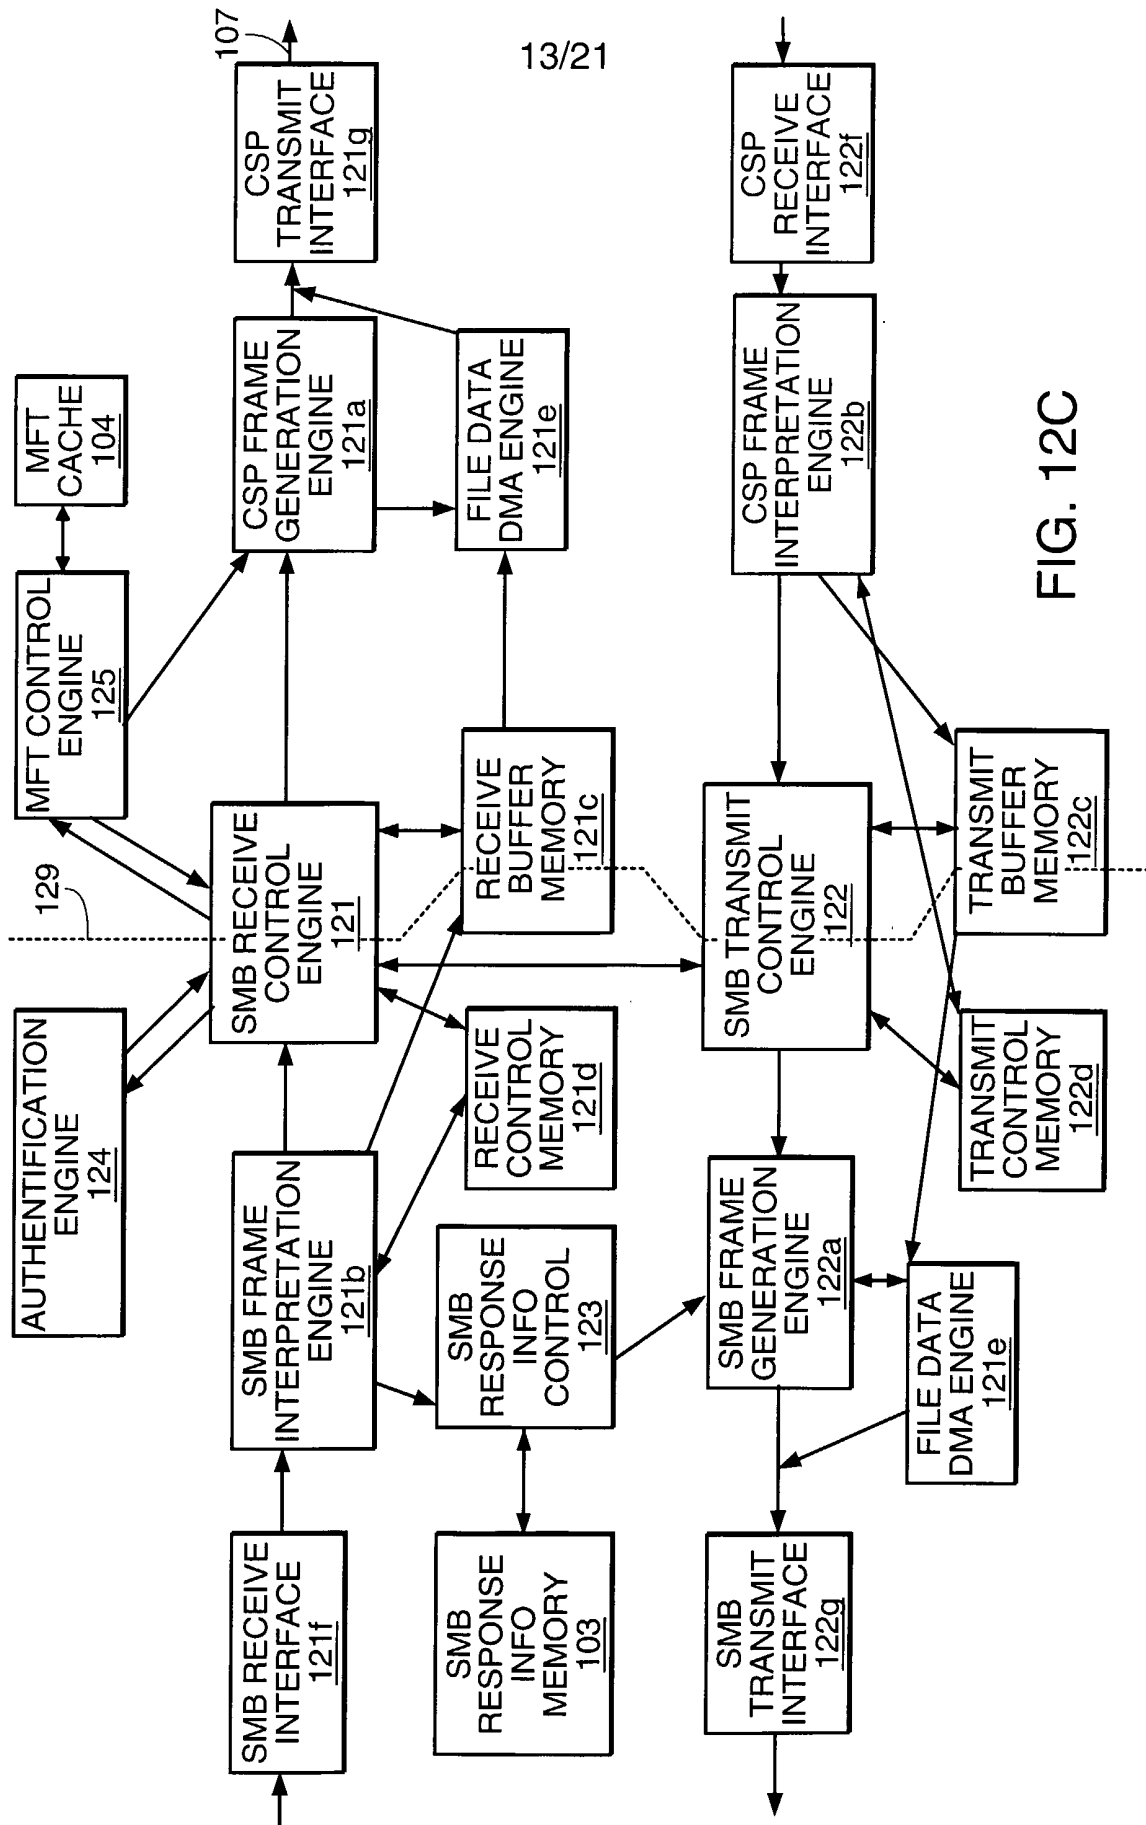 13/21
AUTHENTIFICATION
ENGINE
124
129
MFT CONTROL
ENGINE
125
MFT
CACHE
104
SMB RECEIVE
INTERFACE
121f
SMB FRAME
INTERPRETATION
ENGINE
121b
SMB RECEIVE
CONTROL
ENGINE
121
CSP FRAME
GENERATION
ENGINE
121a
CSP
TRANSMIT
INTERFACE
121g
107
SMB
RESPONSE
INFO
MEMORY
103
SMB
RESPONSE
INFO
CONTROL
123
RECEIVE
CONTROL
MEMORY
121d
RECEIVE
BUFFER
MEMORY
121c
FILE DATA
DMA ENGINE
121e
SMB
TRANSMIT
INTERFACE
122g
SMB FRAME
GENERATION
ENGINE
122a
SMB TRANSMIT
CONTROL
ENGINE
122
CSP FRAME
INTERPRETATION
ENGINE
122b
CSP
RECEIVE
INTERFACE
122f
FILE DATA
DMA ENGINE
121e
TRANSMIT
CONTROL
MEMORY
122d
TRANSMIT
BUFFER
MEMORY
122c
FIG. 12C